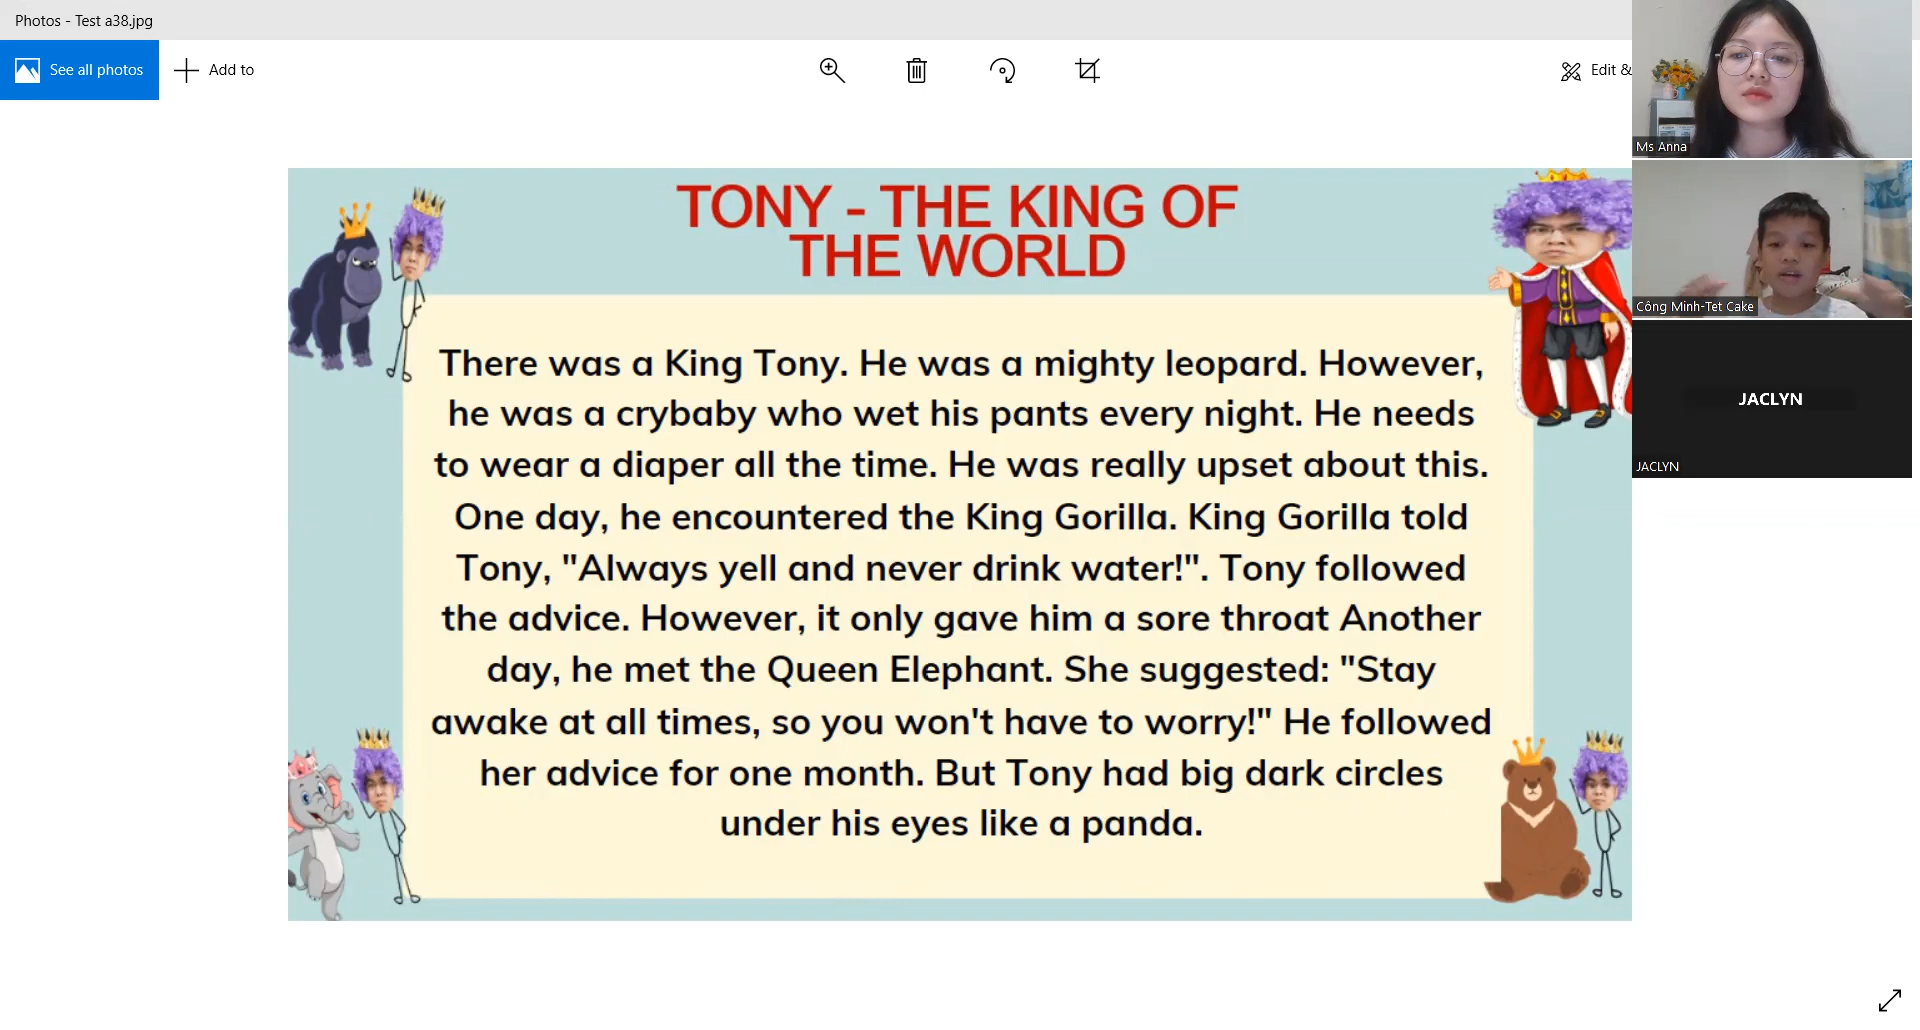 Photos - Test a38.jpg
See all photos
Add to
Edit &
TONY - THE KING OF
THE WORLD
There was a King Tony. He was a mighty leopard. However,
he was a crybaby who wet his pants every night. He needs
to wear a diaper all the time. He was really upset about this.
One day, he encountered the King Gorilla. King Gorilla told
Tony, "Always yell and never drink water!". Tony followed
the advice. However, it only gave him a sore throat Another
day, he met the Queen Elephant. She suggested: "Stay
awake at all times, so you won't have to worry!" He followed
her advice for one month. But Tony had big dark circles
under his eyes like a panda.
Ms Anna
Công Minh-Tet Cake
JACLYN
JACLYN